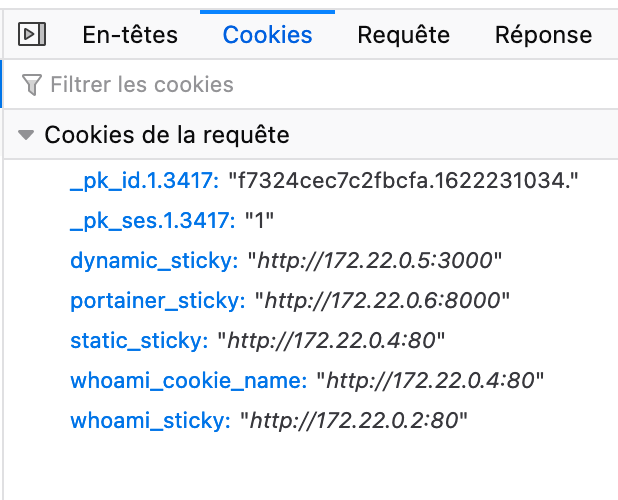 En-têtes Cookies Requête Réponse
Filtrer les cookies
Cookies de la requête
_pk_id.1.3417: "f7324cec7c2fbcfa.1622231034."
_pk_ses.1.3417: "1"
dynamic_sticky: "http://172.22.0.5:3000"
portainer_sticky: "http://172.22.0.6:8000"
static_sticky: "http://172.22.0.4:80"
whoami_cookie_name: "http://172.22.0.4:80"
whoami_sticky: "http://172.22.0.2:80"